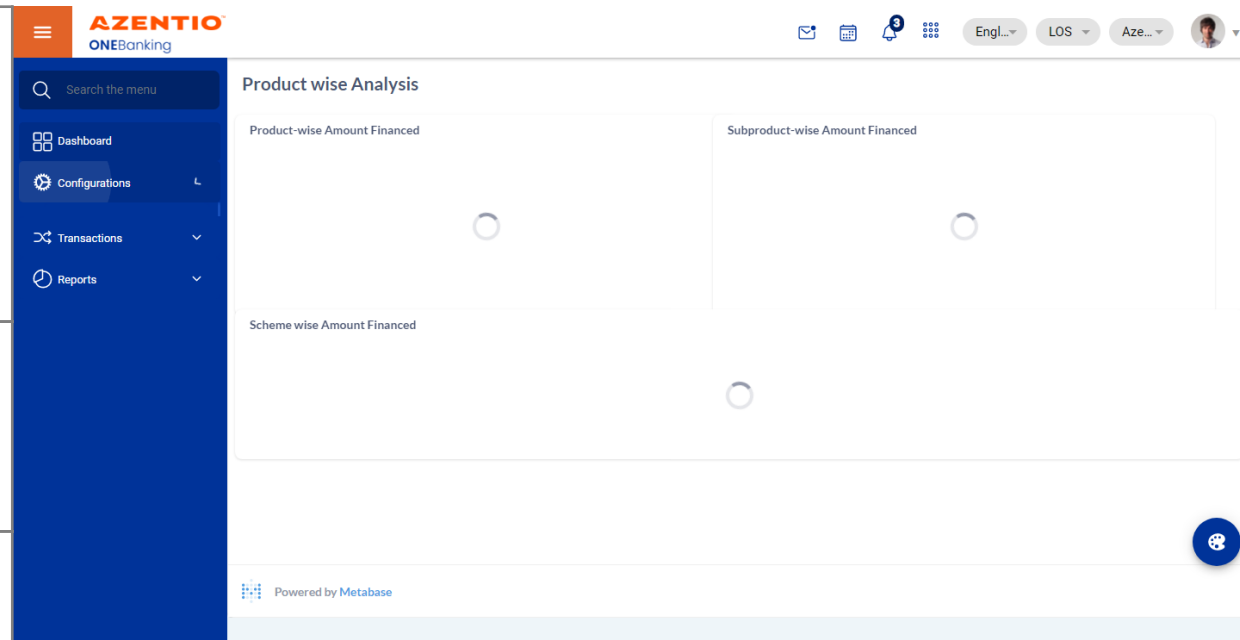 AZENTIO
ONEBanking
3
Engl...
LOS
Aze...
Search the menu
Dashboard
Configurations
Transactions
Reports
Product wise Analysis
Product-wise Amount Financed
Subproduct-wise Amount Financed
Scheme wise Amount Financed
Powered by Metabase